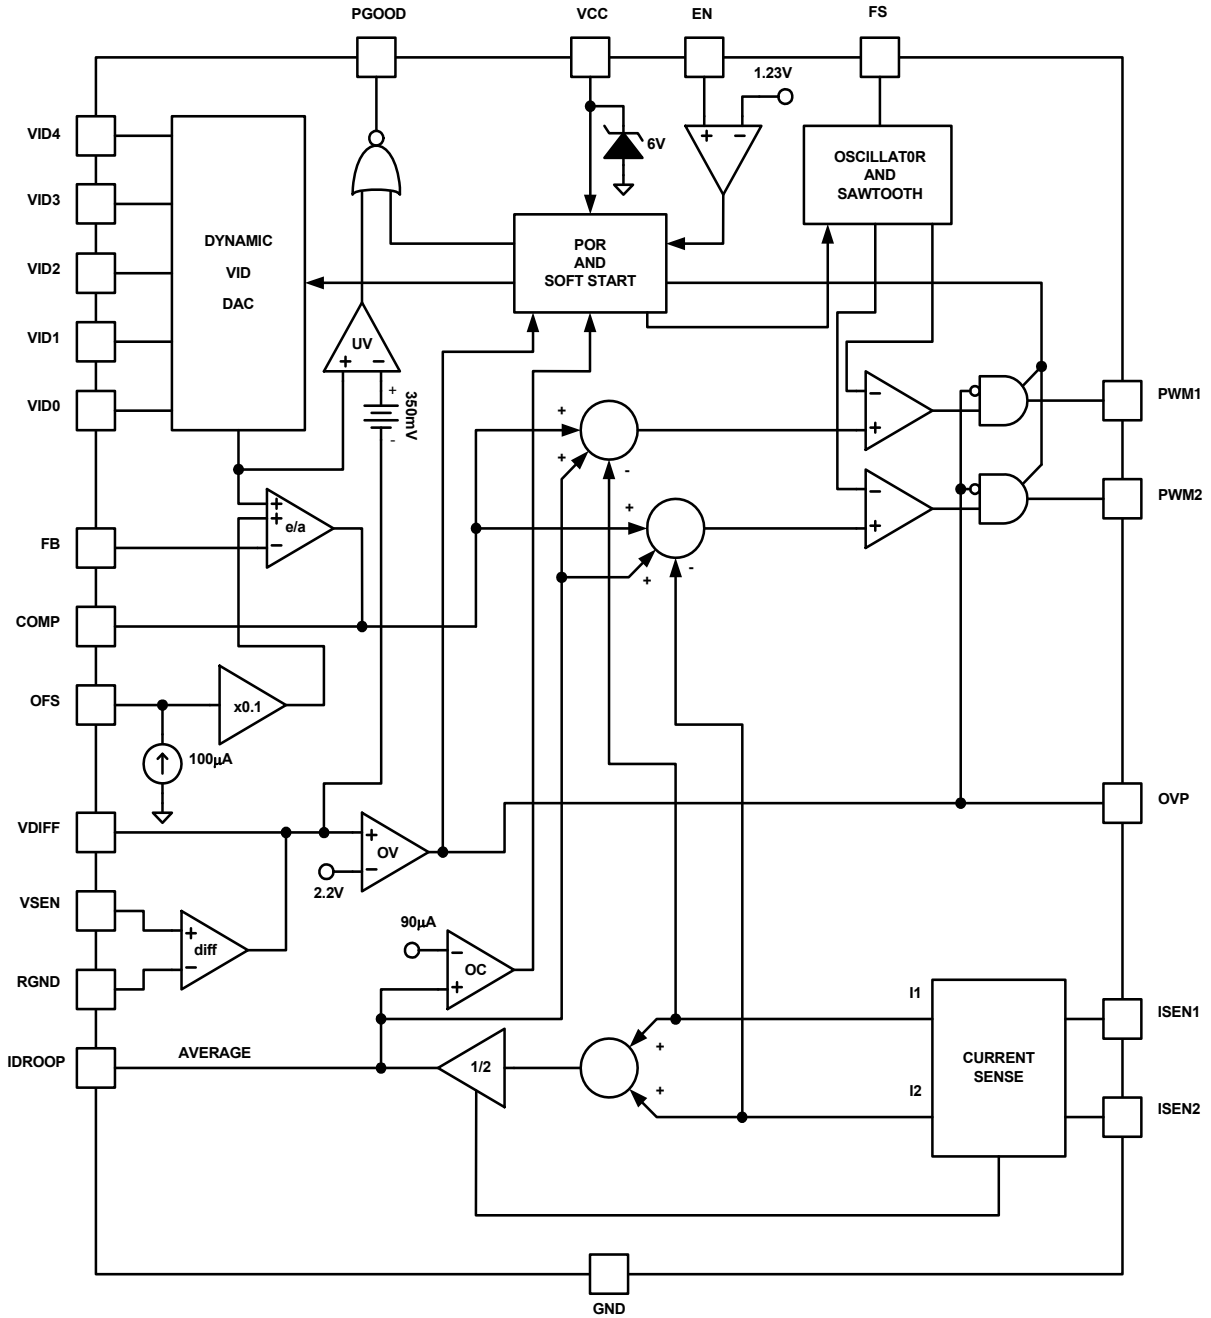 PGOOD
VCC
EN
FS
1.23V
VID4
VID3
VID2
VID1
VID0
DYNAMIC
VID
DAC
6V
OSCILLAT0R
AND
SAWTOOTH
POR
AND
SOFT START
+ −
UV
+ −
+
350mV
-
− +
− +
PWM1
PWM2
+
+
-
+
+
-
FB
+
+
−
e/a
COMP
OFS
x0.1
100µA
VDIFF
+
−
OV
2.2V
OVP
VSEN
RGND
+
−
diff
90µA
−
+
OC
IDROOP
AVERAGE
1/2
+
+
I1
I2
CURRENT
SENSE
ISEN1
ISEN2
GND